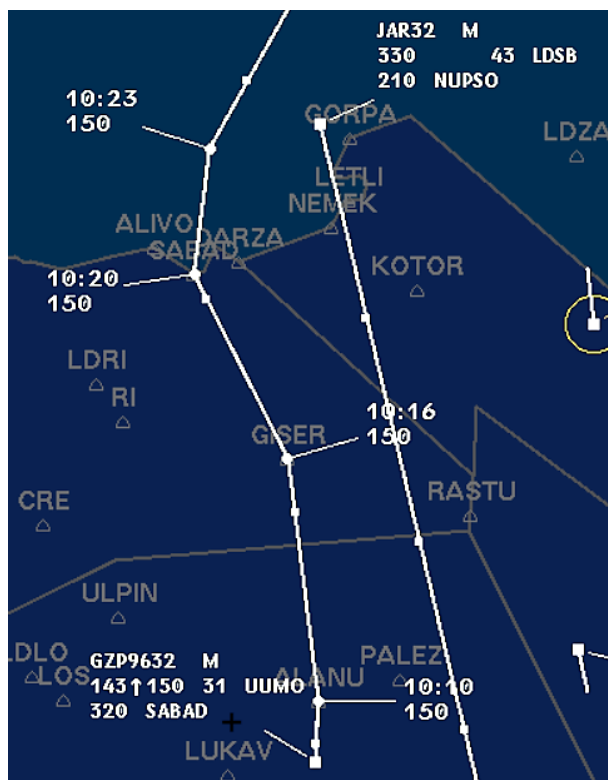 JAR32 M
330 43 LDSB
210 NUPSO
10:23
150
GORPA
LDZA
LETLI
NEMEK
ALIVO
DARZA
SABAD
KOTOR
10:20
150
LDRI
RI
10:16
150
GISER
RASTU
CRE
ULPIN
LDLO
LOS
PALEZ
GZP9632 M
143↑150 31 UUMO
320 SABAD
ALANU
10:10
150
LUKAV